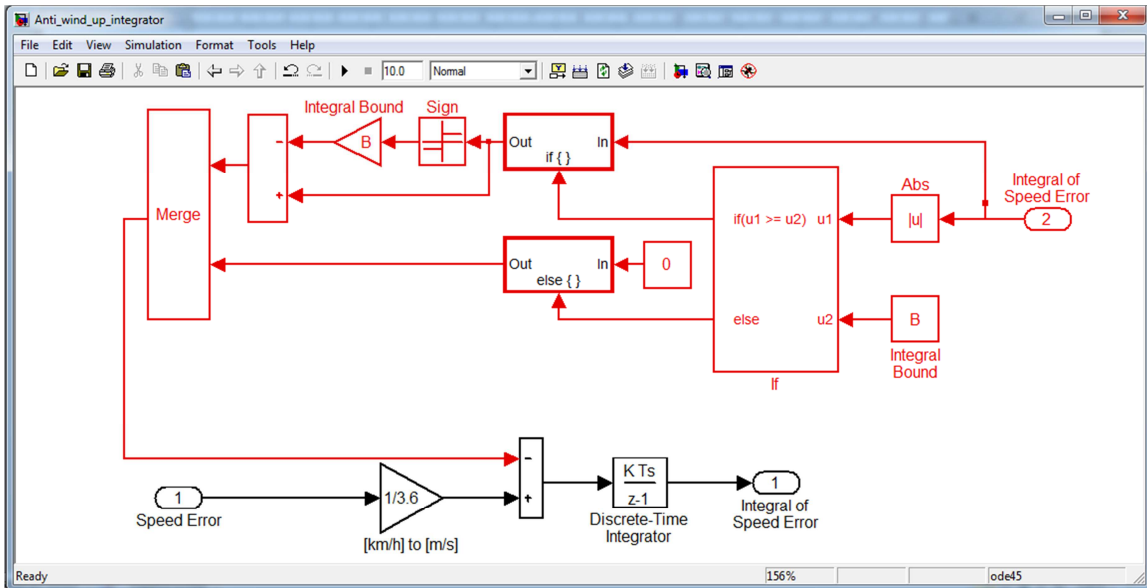 Anti_wind_up_integrator
File Edit View Simulation Format Tools Help
10.0 Normal
Integral Bound
Sign
B
-
+
Merge
Out In
if { }
Out In
else { }
0
if(u1 >= u2) u1
else u2
If
Abs
|u|
Integral of
Speed Error
2
B
Integral
Bound
1
Speed Error
1/3.6
[km/h] to [m/s]
-
+
K Ts
z-1
Discrete-Time
Integrator
1
Integral of
Speed Error
Ready 156% ode45